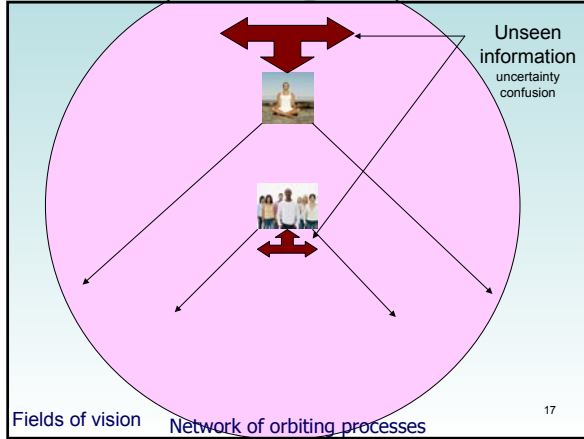 Unseen
information
uncertainty
confusion
Fields of vision
Network of orbiting processes
17